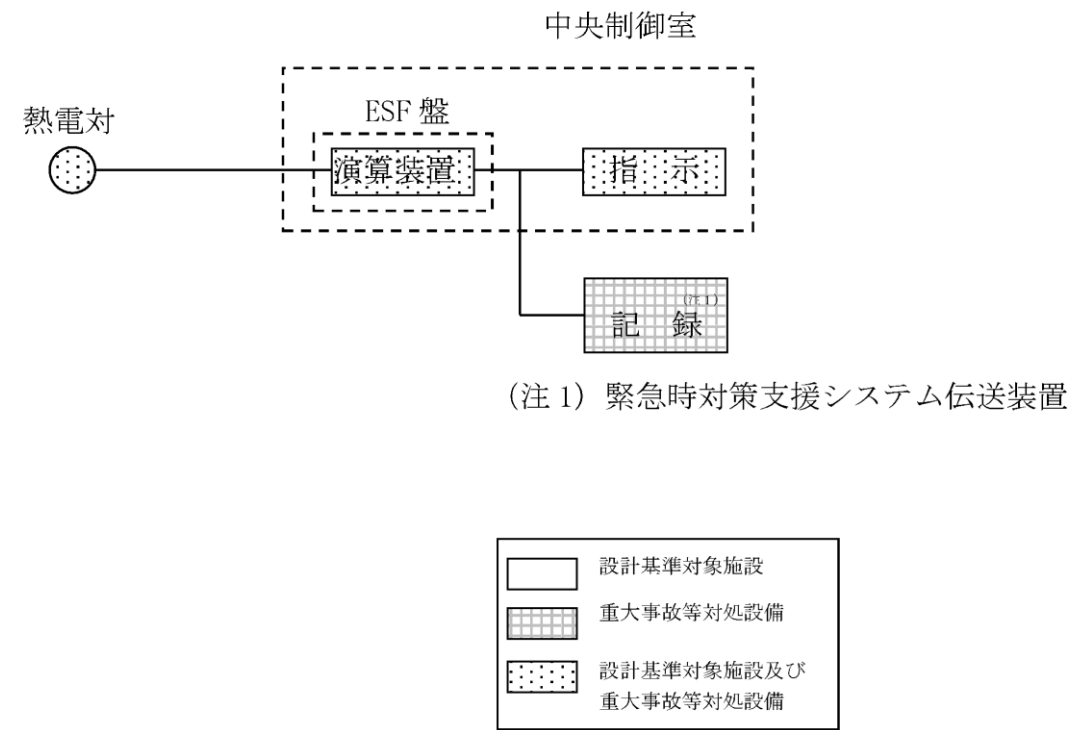 中央制御室
ESF 盤
熱電対
演算装置
指 示
(注1)
記 録
(注 1) 緊急時対策支援システム伝送装置
設計基準対象施設
重大事故等対処設備
設計基準対象施設及び
重大事故等対処設備